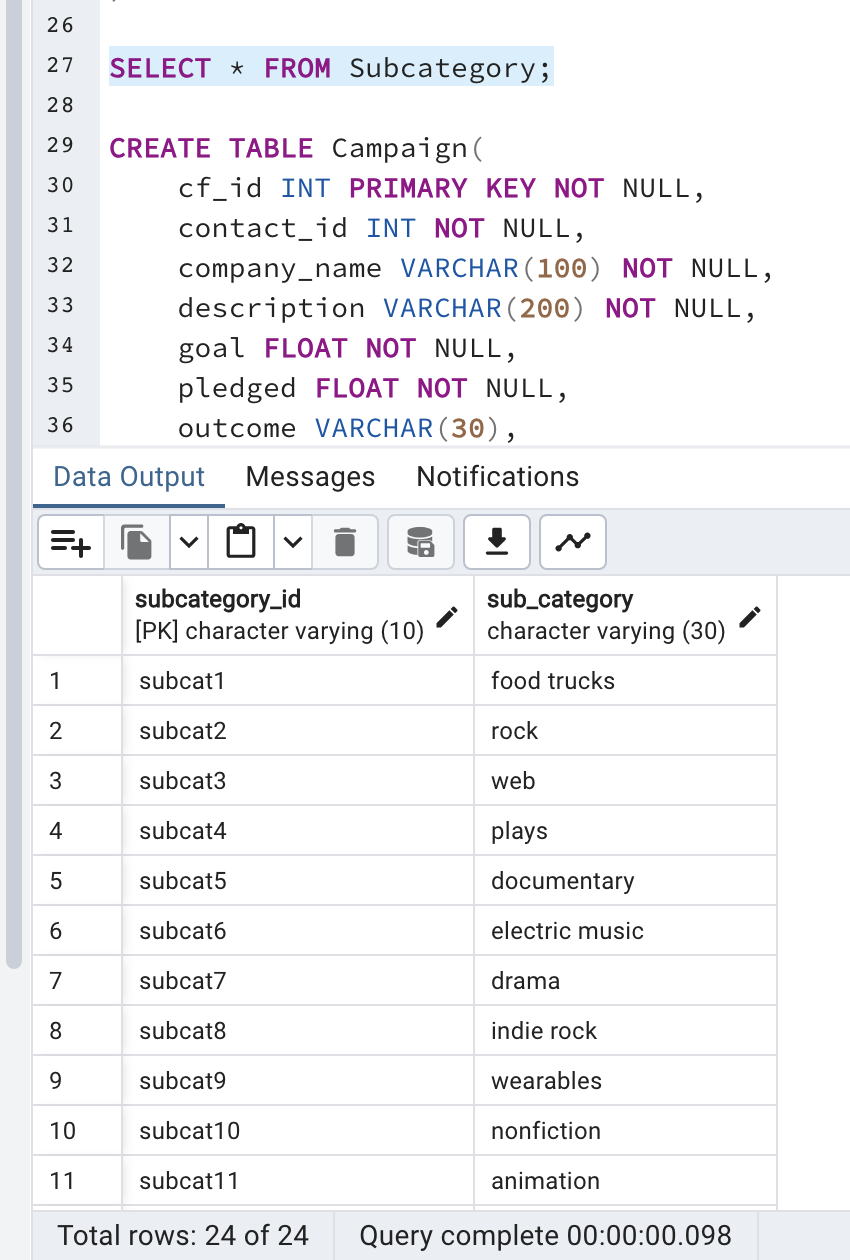 26
27 SELECT * FROM Subcategory;
28
29 CREATE TABLE Campaign(
30 cf_id INT PRIMARY KEY NOT NULL,
31 contact_id INT NOT NULL,
32 company_name VARCHAR(100) NOT NULL,
33 description VARCHAR(200) NOT NULL,
34 goal FLOAT NOT NULL,
35 pledged FLOAT NOT NULL,
36 outcome VARCHAR(30),
Data Output Messages Notifications
subcategory_id sub_category
[PK] character varying (10) character varying (30)
1 subcat1 food trucks
2 subcat2 rock
3 subcat3 web
4 subcat4 plays
5 subcat5 documentary
6 subcat6 electric music
7 subcat7 drama
8 subcat8 indie rock
9 subcat9 wearables
10 subcat10 nonfiction
11 subcat11 animation
Total rows: 24 of 24 Query complete 00:00:00.098